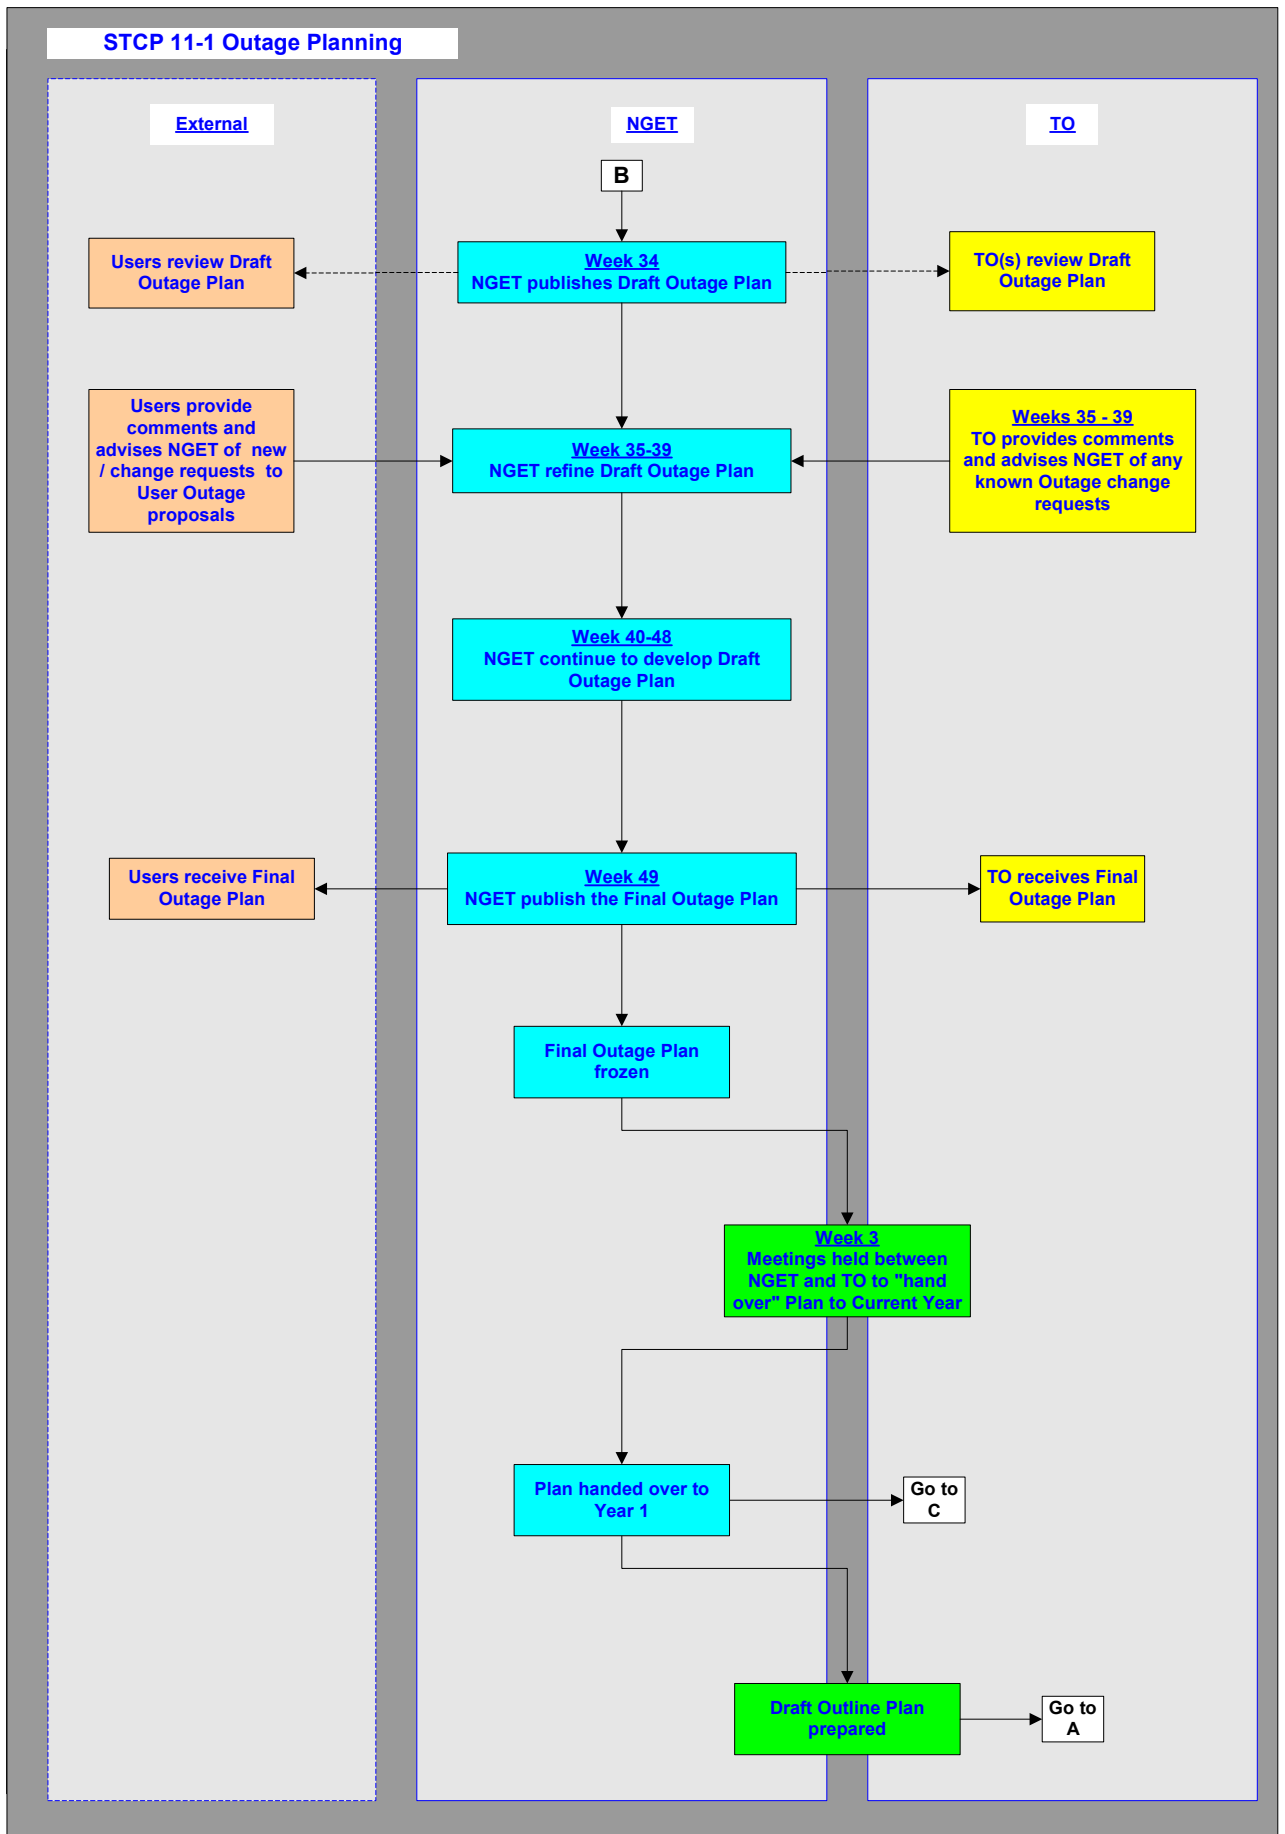 STCP 11-1 Outage Planning
External
NGET
TO
B
Users review Draft
Outage Plan
Week 34
NGET publishes Draft Outage Plan
TO(s) review Draft
Outage Plan
Users provide
comments and
advises NGET of new
/ change requests to
User Outage
proposals
Week 35-39
NGET refine Draft Outage Plan
Weeks 35 - 39
TO provides comments
and advises NGET of any
known Outage change
requests
Week 40-48
NGET continue to develop Draft
Outage Plan
Users receive Final
Outage Plan
Week 49
NGET publish the Final Outage Plan
TO receives Final
Outage Plan
Final Outage Plan
frozen
Week 3
Meetings held between
NGET and TO to "hand
over" Plan to Current Year
Plan handed over to
Year 1
Go to
C
Draft Outline Plan
prepared
Go to
A